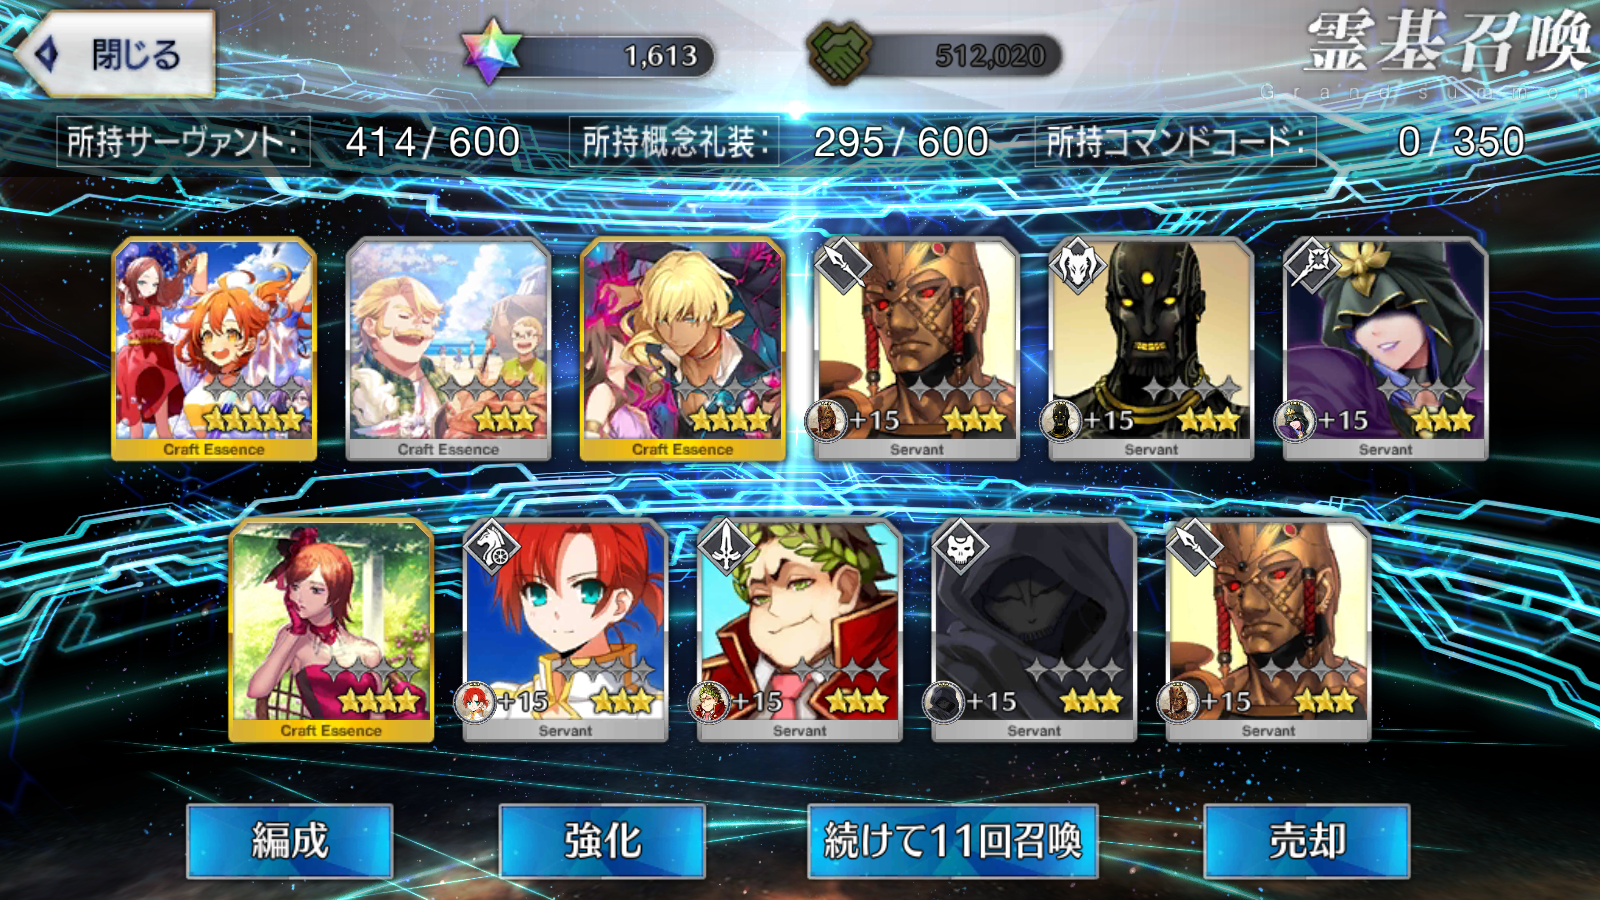 閉じる
1,613
512,020
霊基召喚
Grand summon
所持サーヴァント: 414 / 600
所持概念礼装: 295 / 600
所持コマンドコード: 0 / 350
+15 +15 +15
Craft Essence Craft Essence Craft Essence Servant Servant Servant
+15 +15 +15 +15
Craft Essence Servant Servant Servant Servant
編成
強化
続けて11回召喚
売却